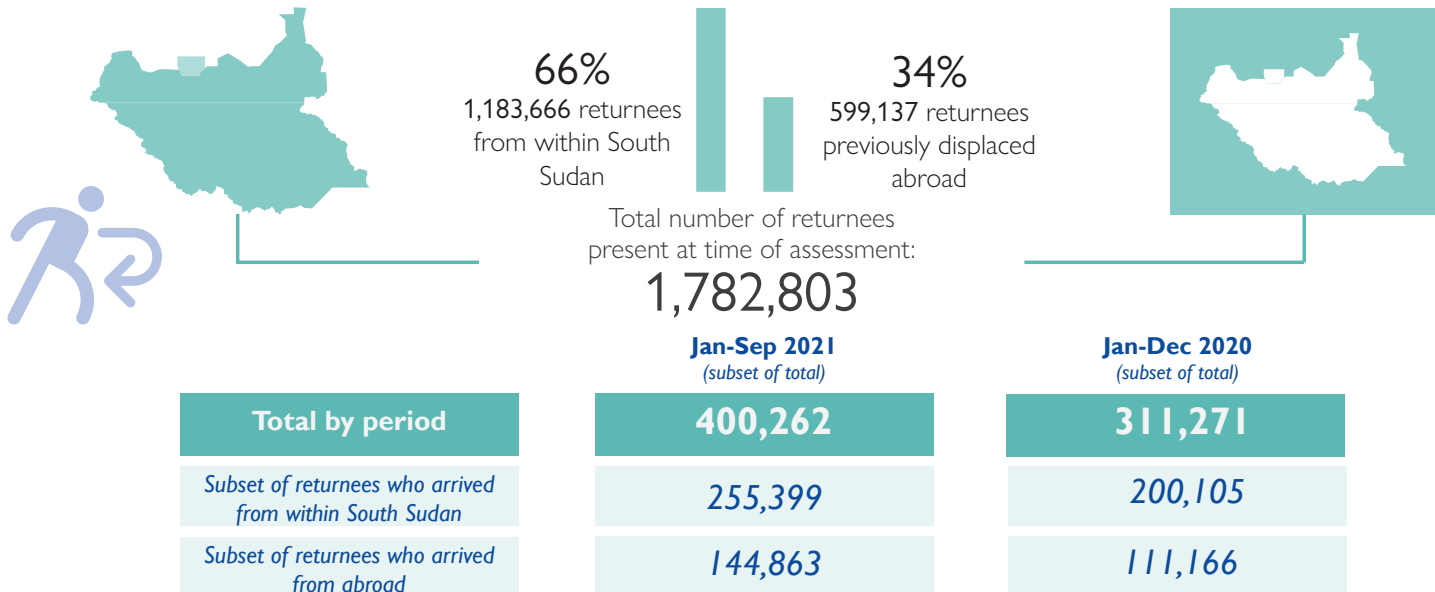 66%
1,183,666 returnees
from within South
Sudan
34%
599,137 returnees
previously displaced
abroad
Total number of returnees
present at time of assessment:
1,782,803
Jan-Sep 2021
(subset of total)
Jan-Dec 2020
(subset of total)
Total by period
400,262
311,271
Subset of returnees who arrived
from within South Sudan
255,399
200,105
Subset of returnees who arrived
from abroad
144,863
111,166